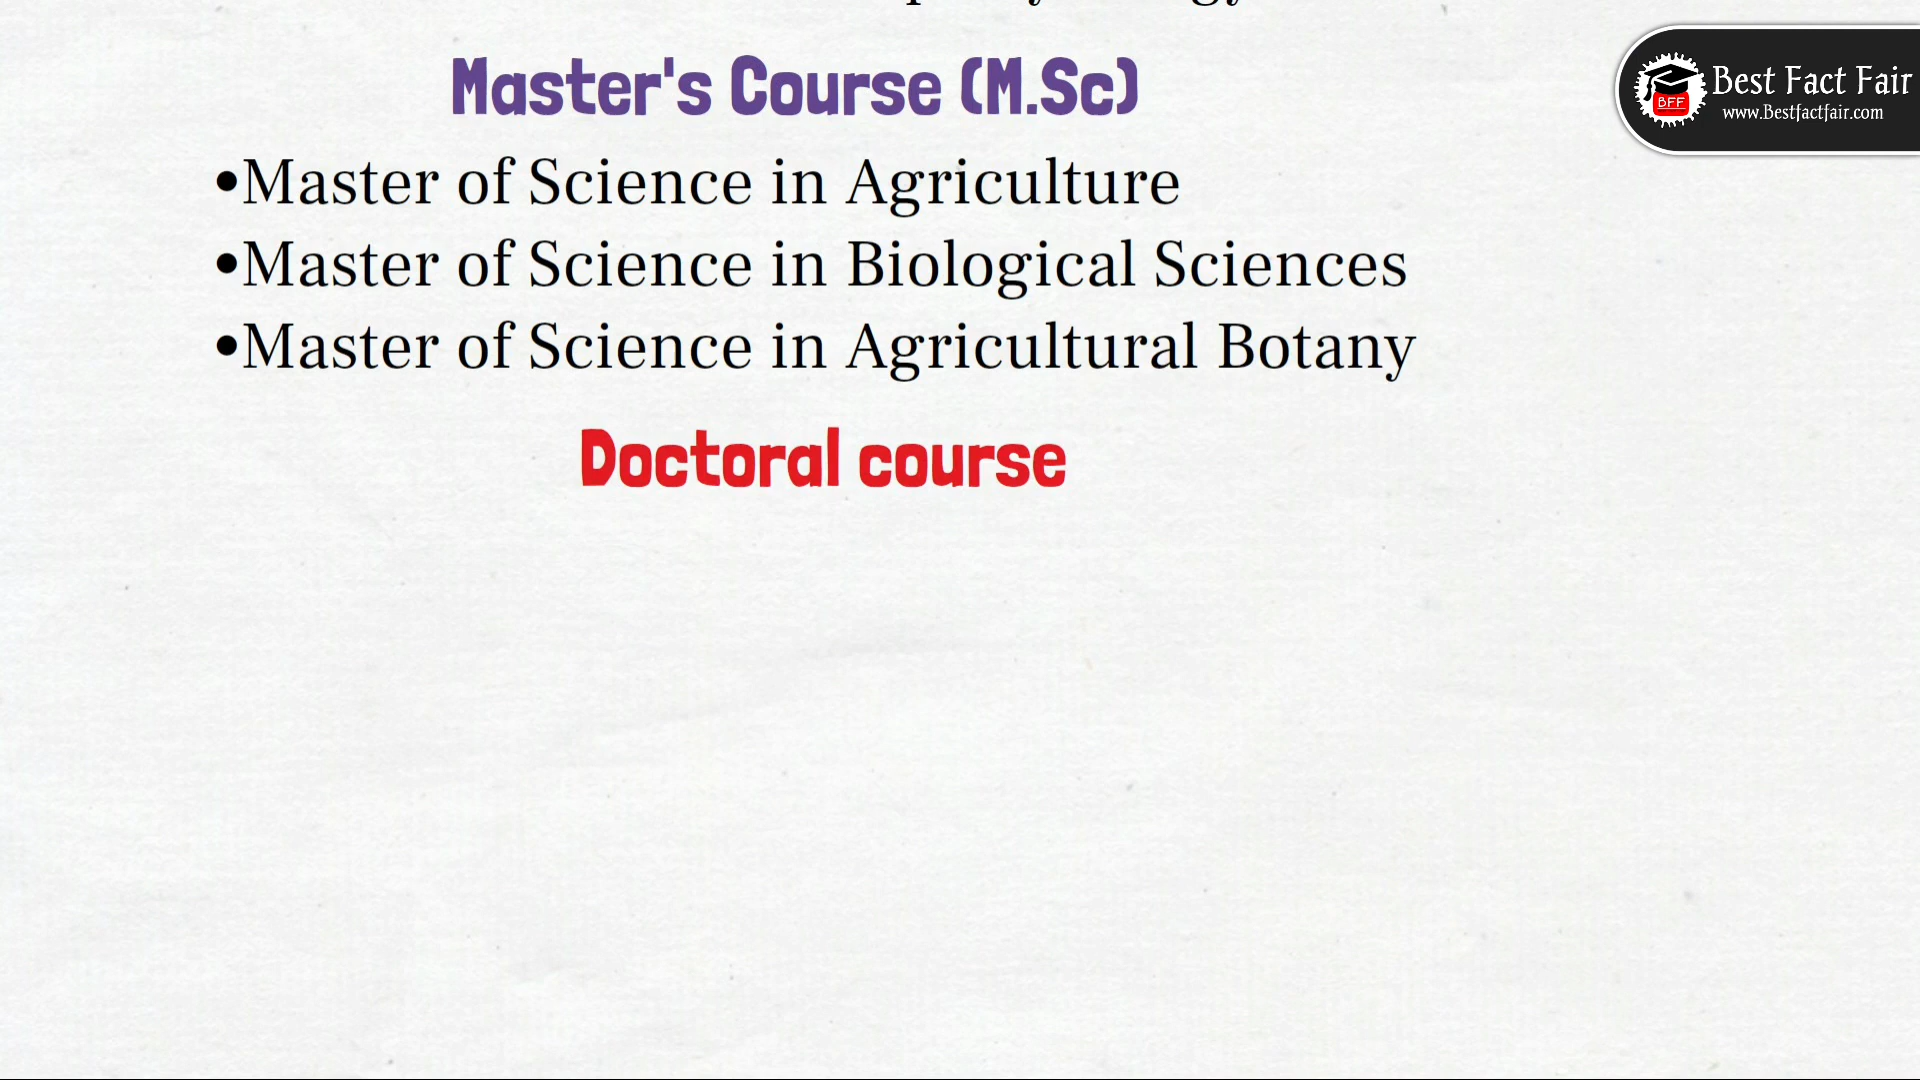 Master's Course (M.Sc)
•Master of Science in Agriculture
•Master of Science in Biological Sciences
•Master of Science in Agricultural Botany
Doctoral course
Best Fact Fair
www.Bestfactfair.com
BFF